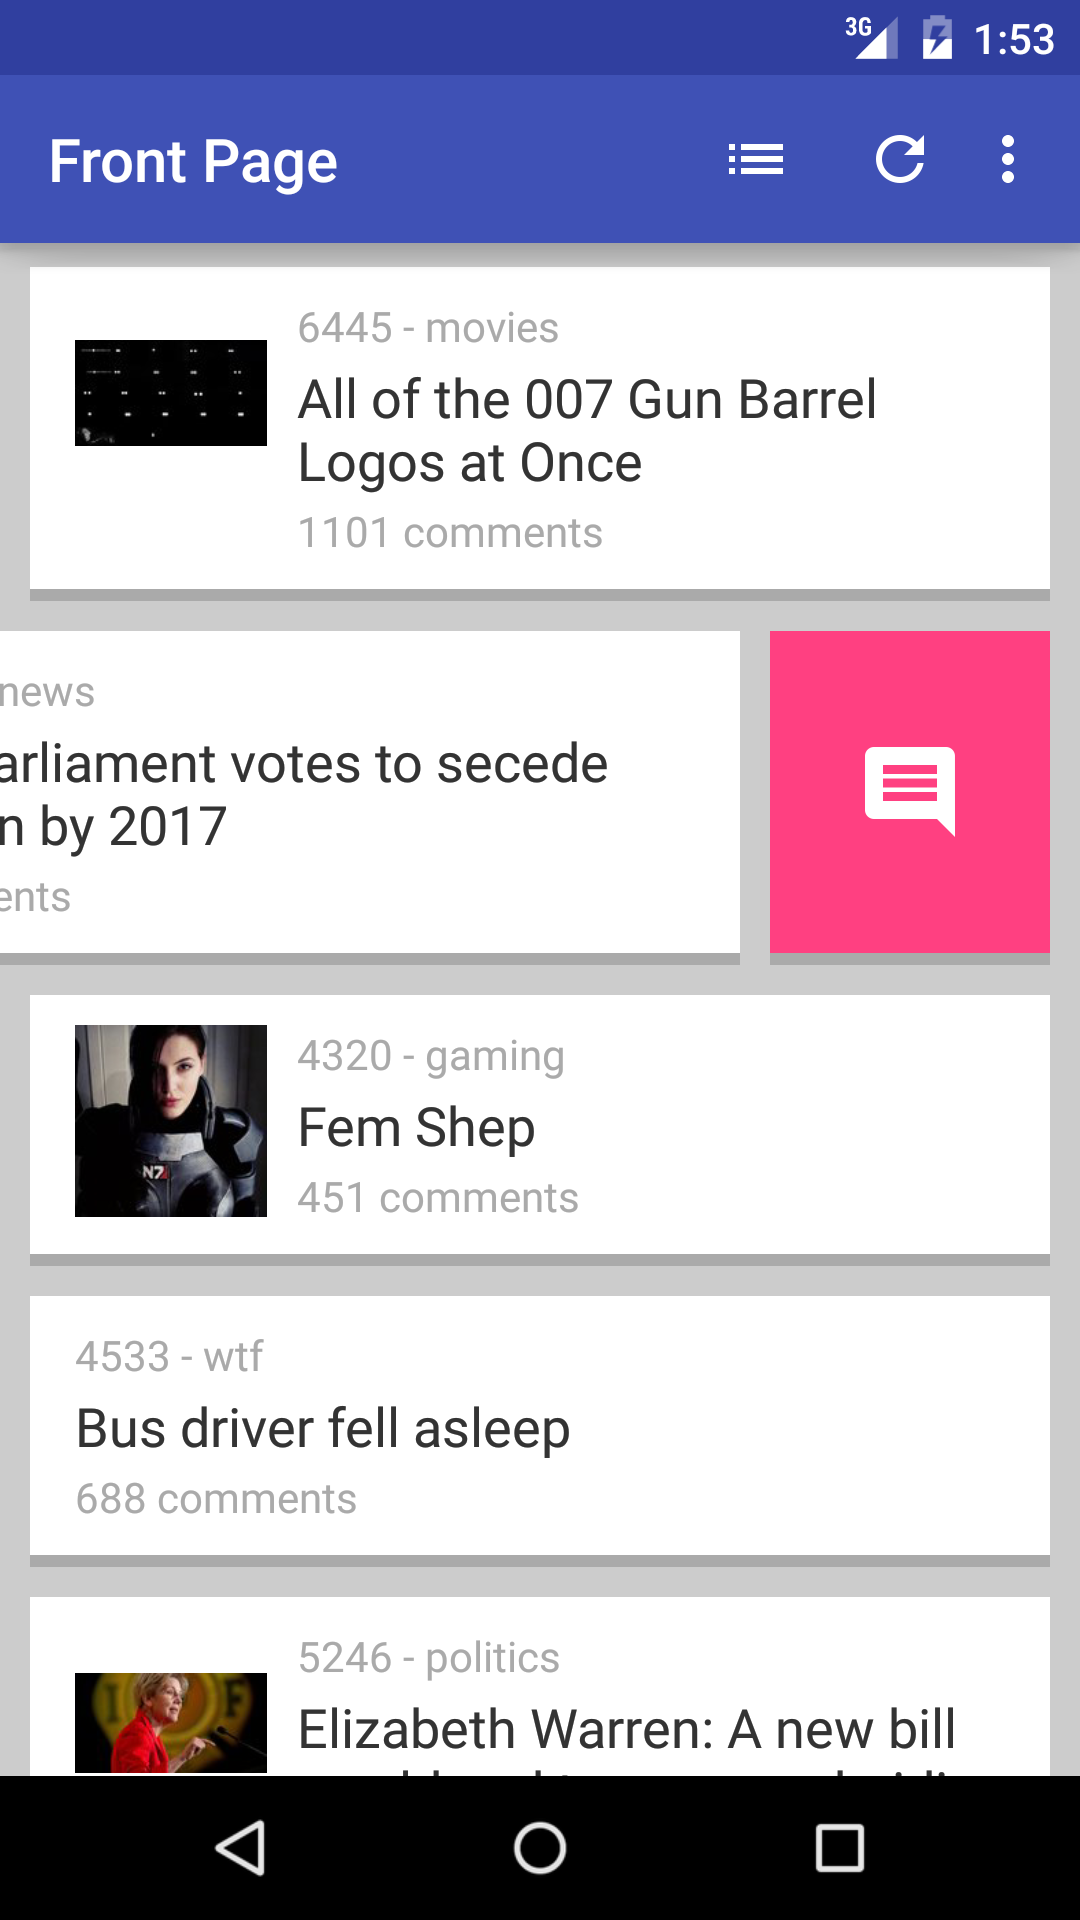 3G 1:53
Front Page
6445 - movies
All of the 007 Gun Barrel
Logos at Once
1101 comments
news
arliament votes to secede
n by 2017
ents
4320 - gaming
Fem Shep
451 comments
N7
4533 - wtf
Bus driver fell asleep
688 comments
5246 - politics
Elizabeth Warren: A new bill